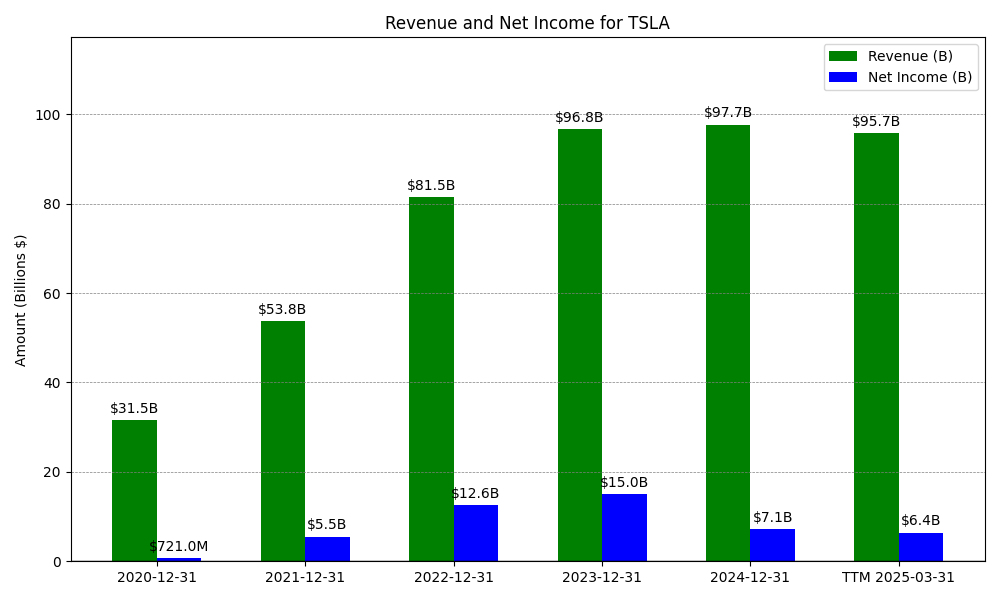 Revenue and Net Income for TSLA
Revenue (B)
Net Income (B)
Amount (Billions $)
100
80
60
40
20
0
$31.5B
$721.0M
$53.8B
$5.5B
$81.5B
$12.6B
$96.8B
$15.0B
$97.7B
$7.1B
$95.7B
$6.4B
2020-12-31
2021-12-31
2022-12-31
2023-12-31
2024-12-31
TTM 2025-03-31